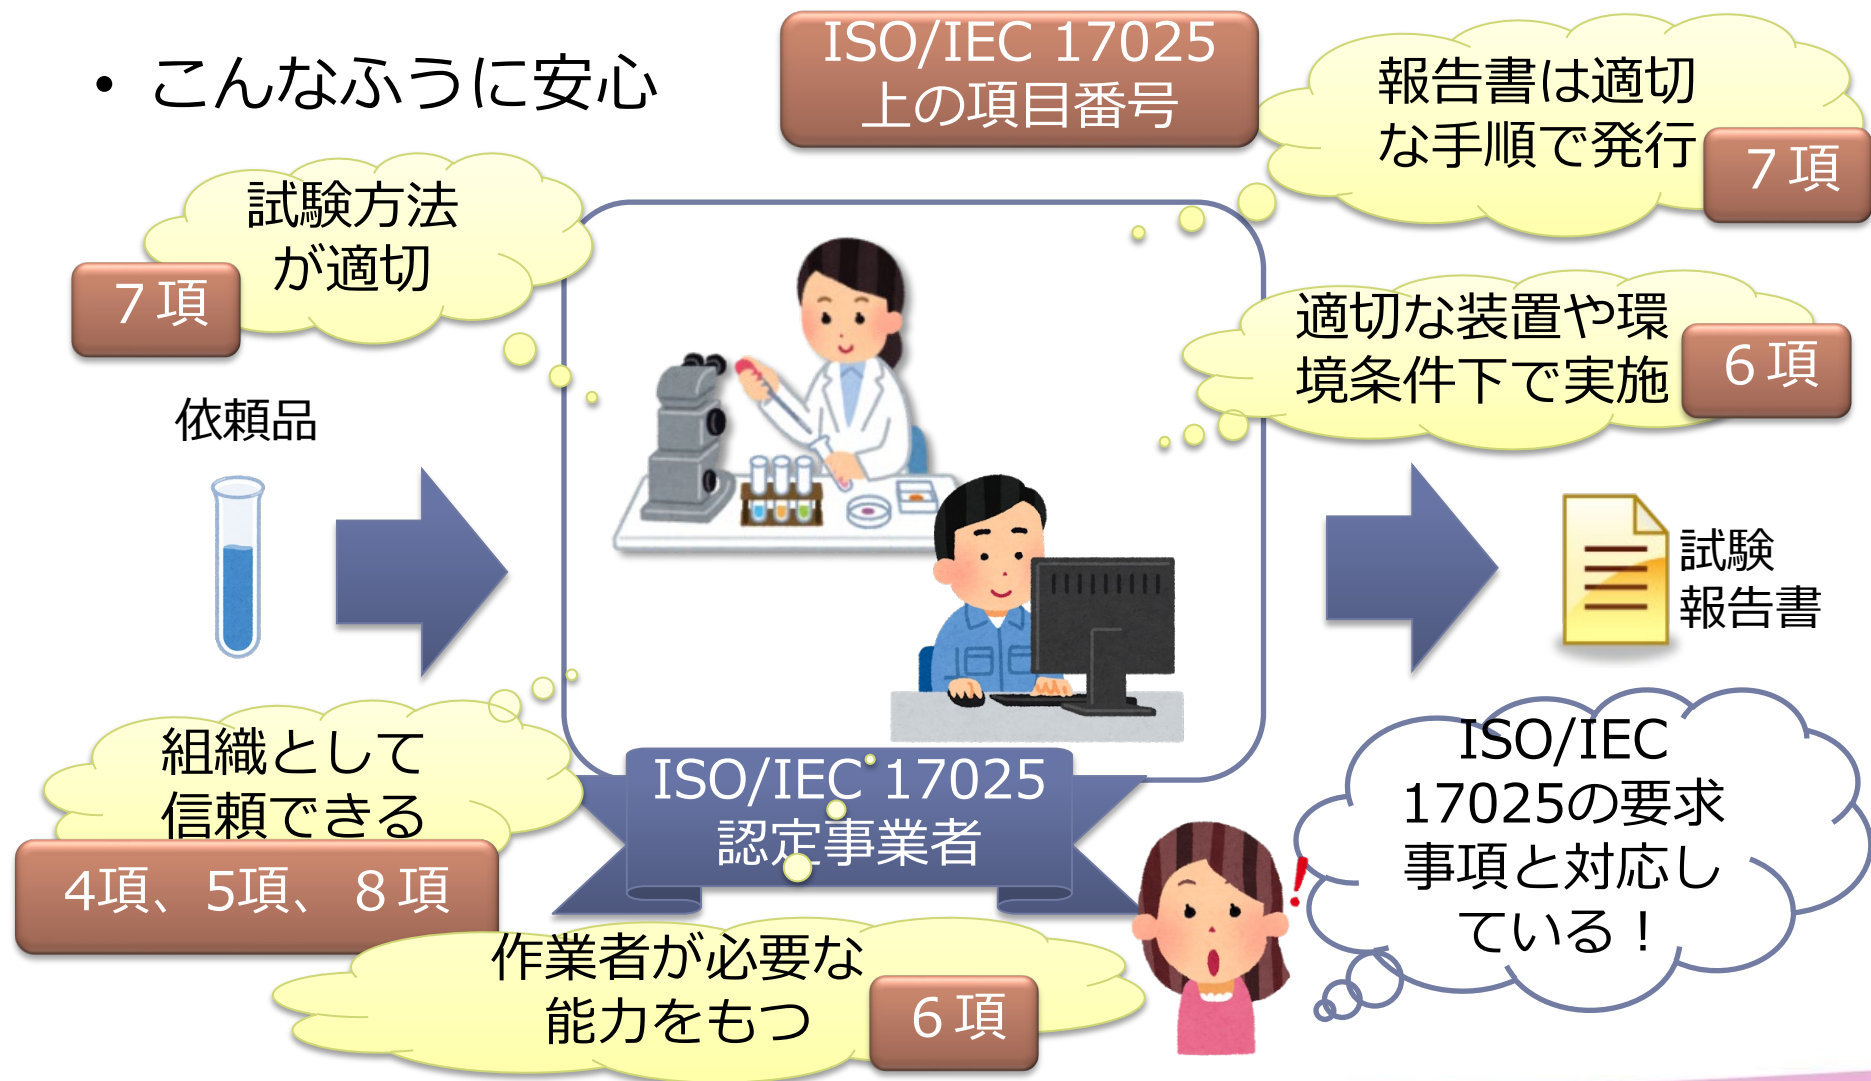 • こんなふうに安心
ISO/IEC 17025
上の項目番号
報告書は適切
な手順で発行
７項
試験方法
が適切
７項
適切な装置や環
境条件下で実施
６項
依頼品
試験
報告書
組織として
信頼できる
4項、5項、８項
ISO/IEC 17025
認定事業者
作業者が必要な
能力をもつ
６項
ISO/IEC
17025の要求
事項と対応し
ている！